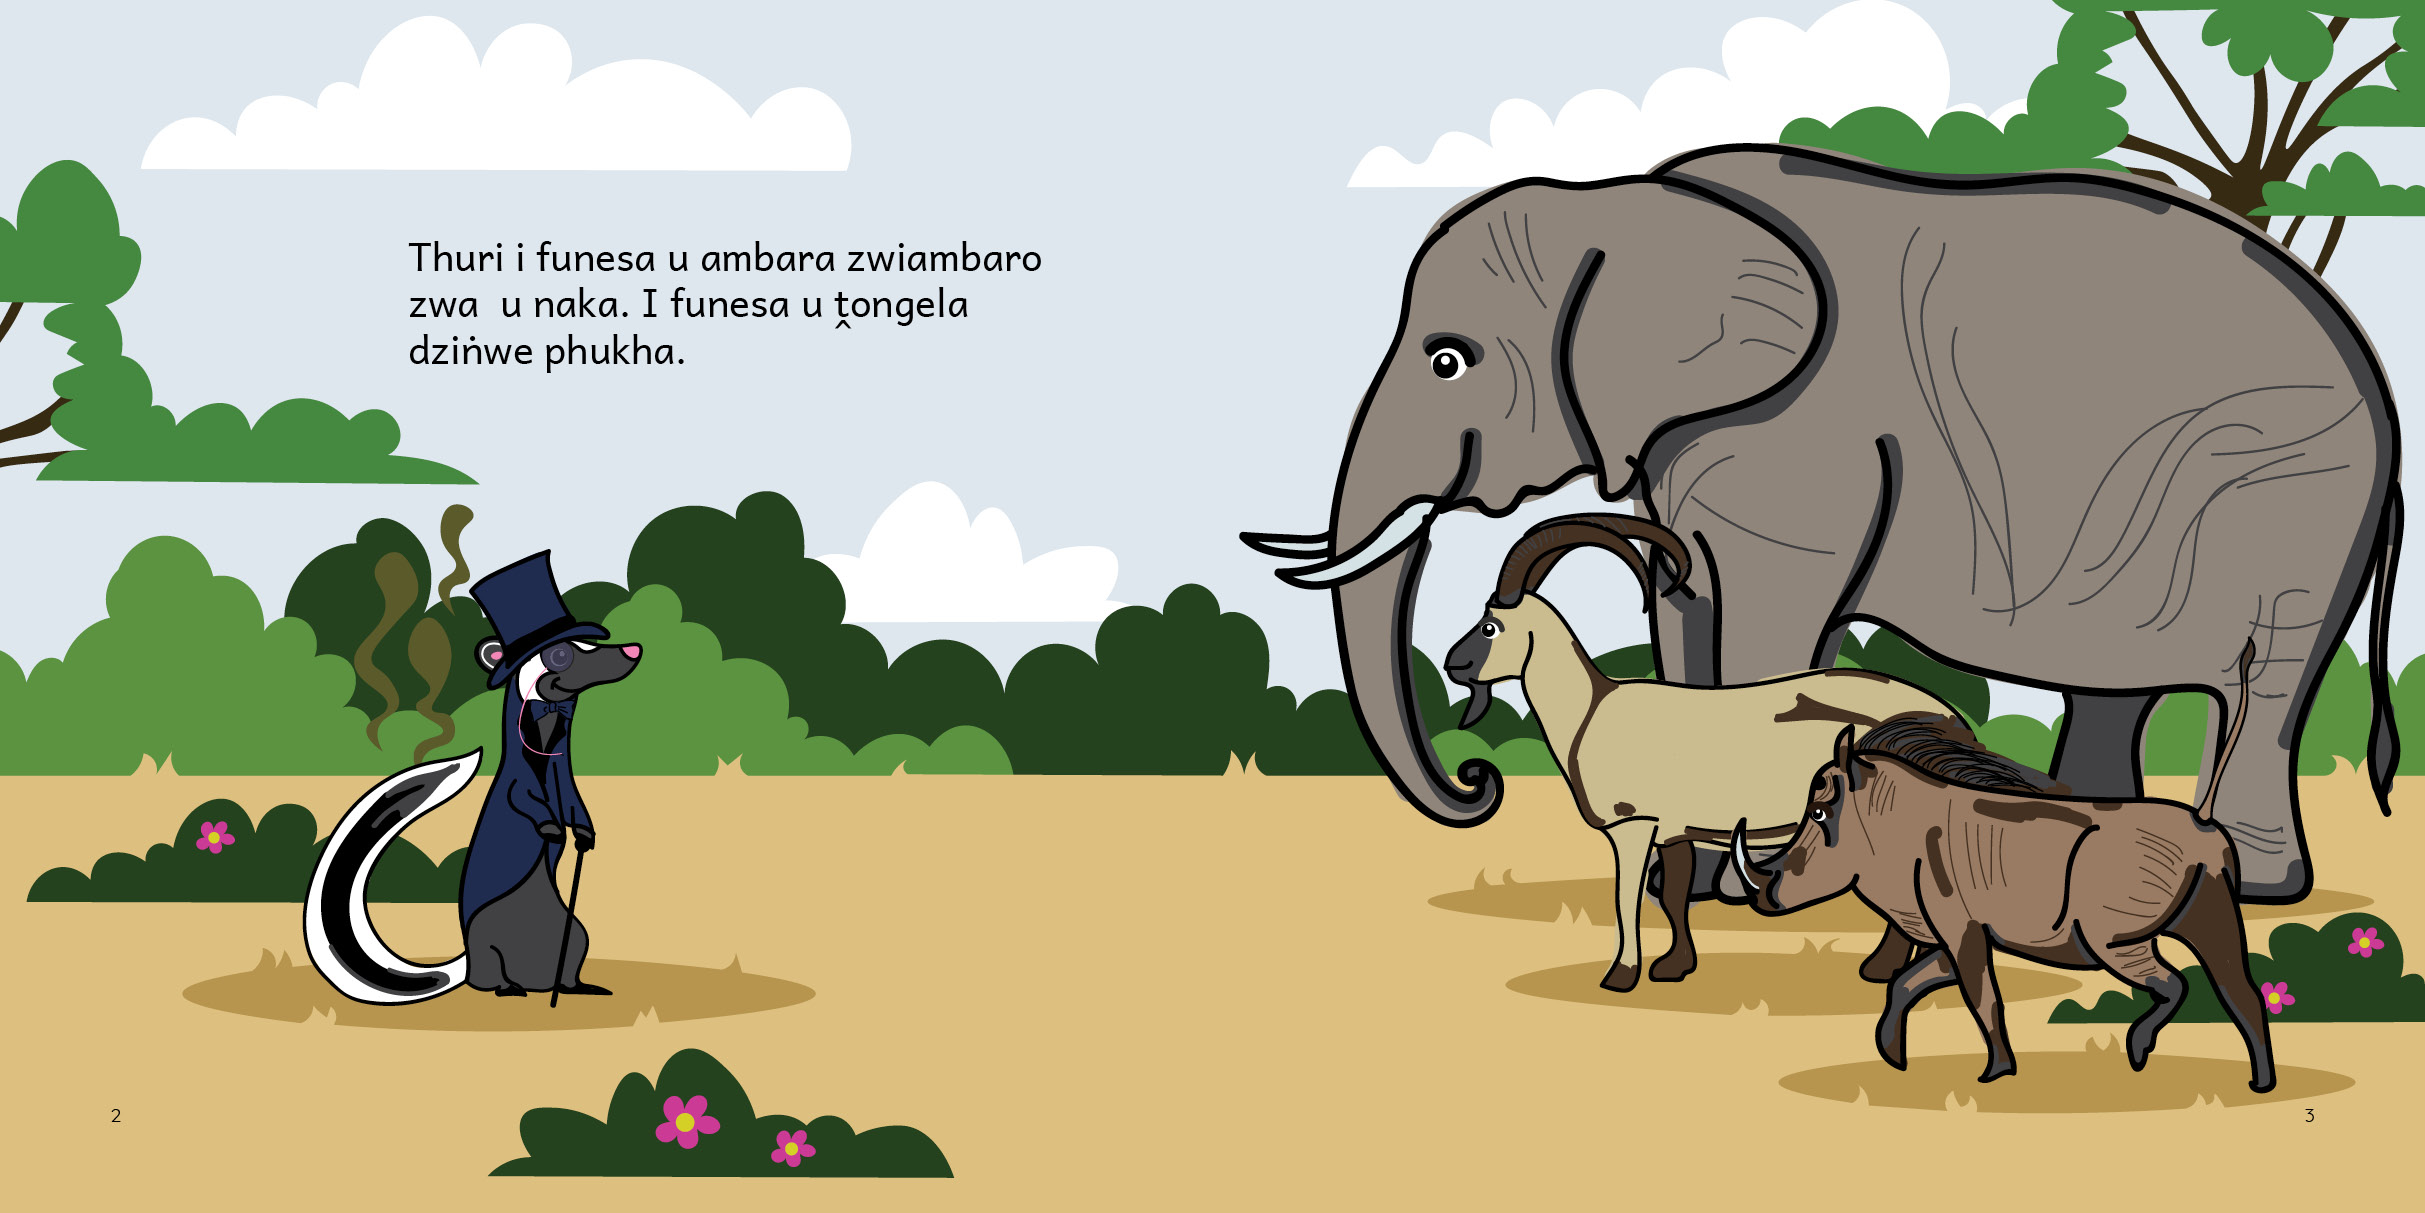 Thuri i funesa u ambara zwiambaro
zwa  u naka. I funesa u ṱongela
dziṅwe phukha.
2
3